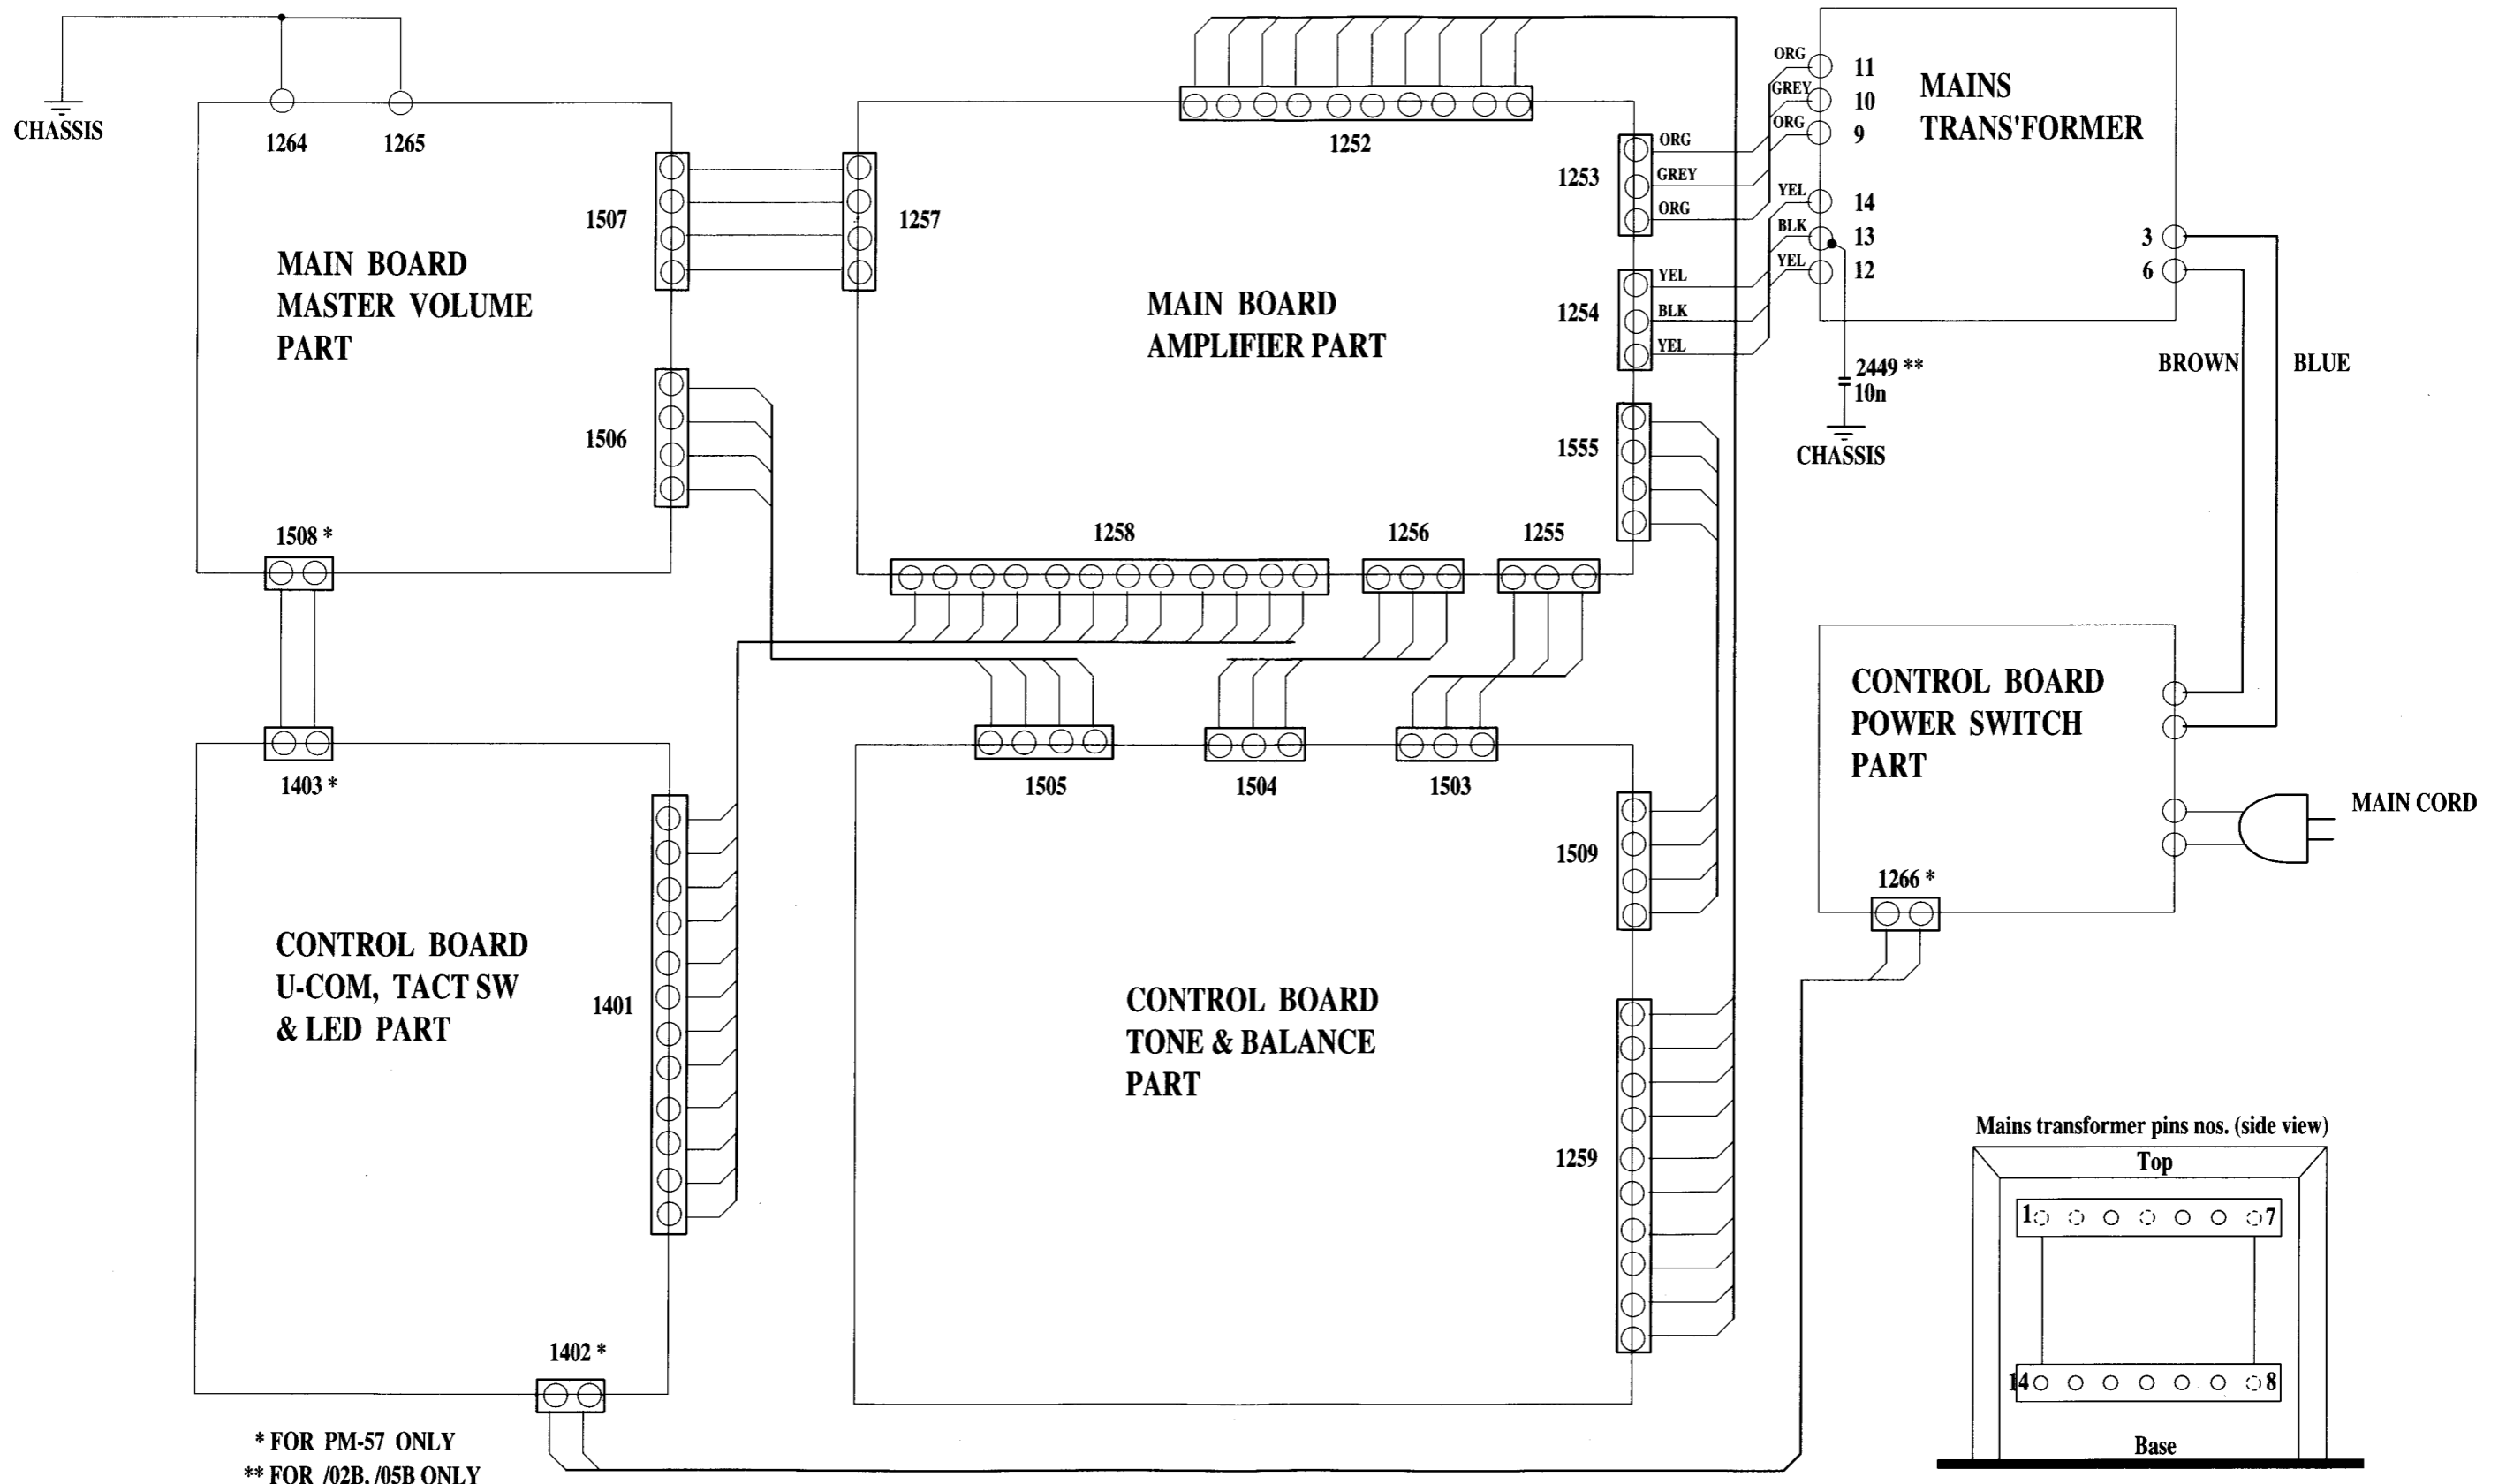 CHASSIS
1264
1265
MAIN BOARD
MASTER VOLUME
PART
1507
1506
1508 *
1257
1252
MAIN BOARD
AMPLIFIER PART
1253
1254
1555
1258
1256
1255
ORG
GREY
ORG
YEL
BLK
YEL
ORG
GREY
ORG
YEL
BLK
YEL
11
10
9
14
13
12
MAINS
TRANS'FORMER
3
6
BROWN
BLUE
2449 **
10n
CHASSIS
1403 *
CONTROL BOARD
U-COM, TACT SW
& LED PART
1401
1402 *
1505
1504
1503
CONTROL BOARD
TONE & BALANCE
PART
1509
1259
CONTROL BOARD
POWER SWITCH
PART
MAIN CORD
1266 *
Mains transformer pins nos. (side view)
Top
1
7
14
8
Base
* FOR PM-57 ONLY
** FOR /02B, /05B ONLY